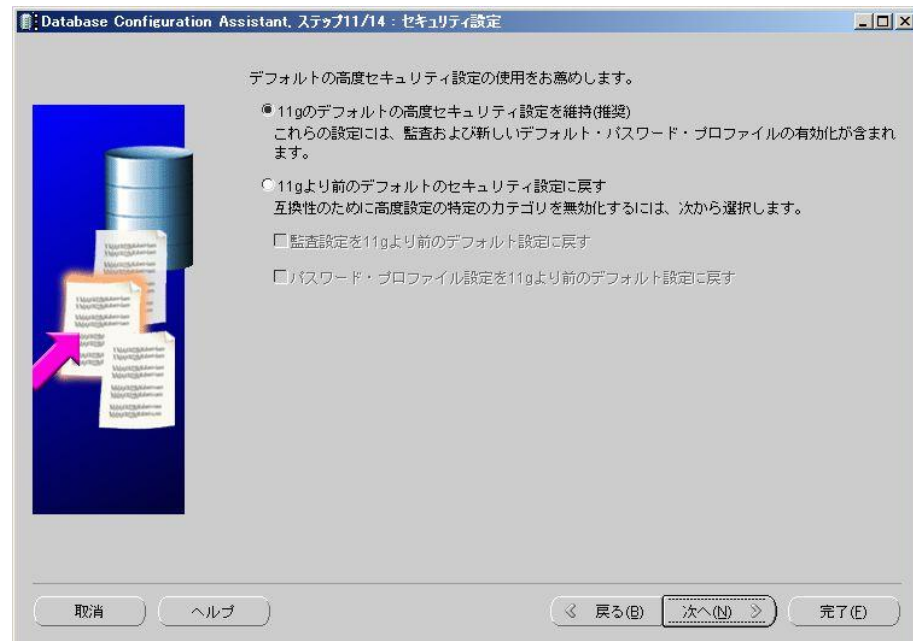 Database Configuration Assistant, ステップ11/14 : セキュリティ設定
デフォルトの高度セキュリティ設定の使用をお薦めします。
11gのデフォルトの高度セキュリティ設定を維持(推奨)
これらの設定には、監査および新しいデフォルト・パスワード・プロファイルの有効化が含まれ
ます。
11gより前のデフォルトのセキュリティ設定に戻す
互換性のために高度設定の特定のカテゴリを無効化するには、次から選択します。
監査設定を11gより前のデフォルト設定に戻す
パスワード・プロファイル設定を11gより前のデフォルト設定に戻す
取消
ヘルプ
戻る(B)
次へ(N)
完了(F)